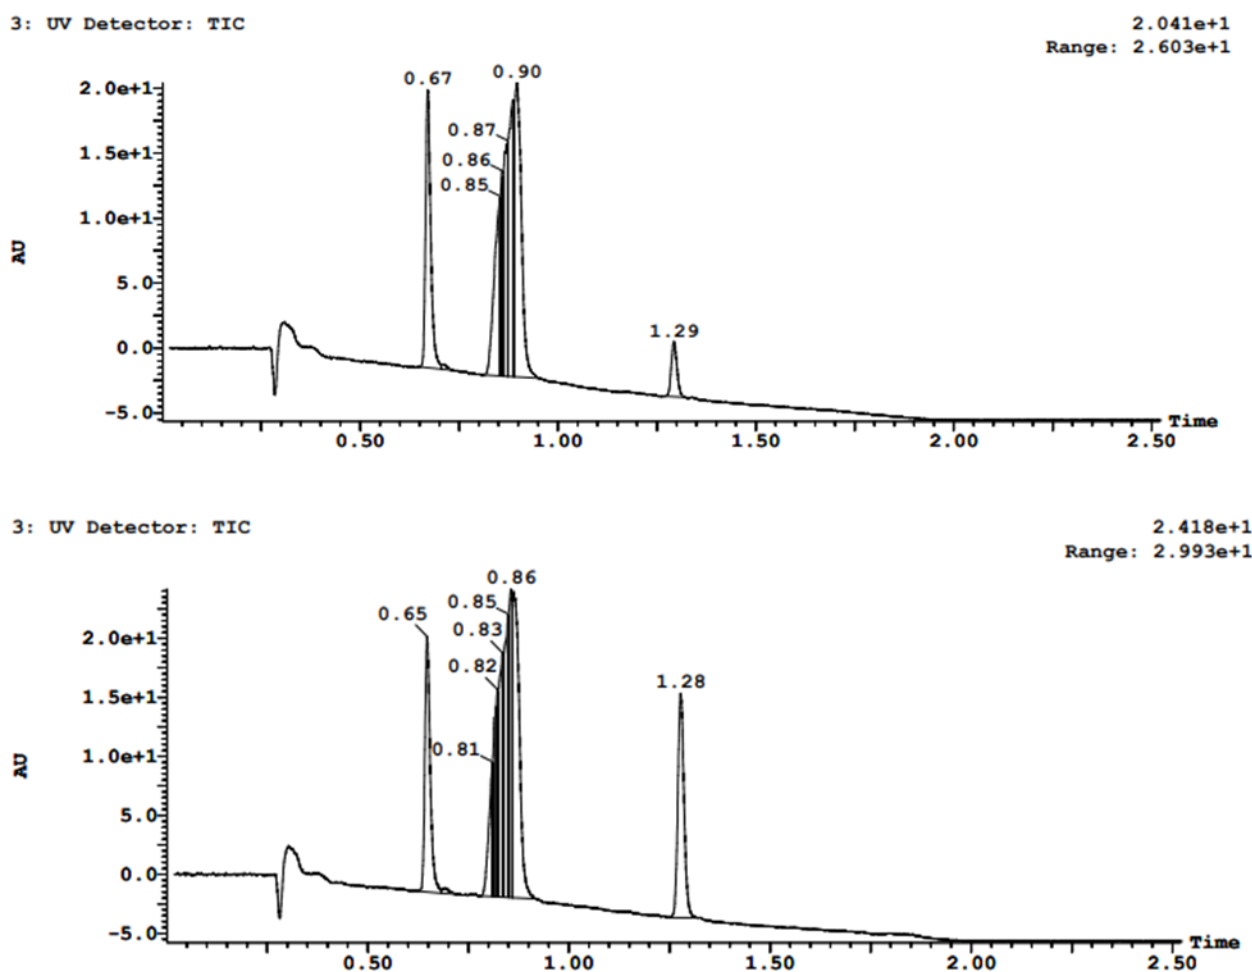 3: UV Detector: TIC
2.041e+1
Range: 2.603e+1
0.67
0.90
2.0e+1
0.87
1.5e+1
0.86
0.85
1.0e+1
AU
5.0
1.29
0.0
-5.0
Time
0.50
1.00
1.50
2.00
2.50
3: UV Detector: TIC
2.418e+1
Range: 2.993e+1
0.86
0.85
0.65
0.83
2.0e+1
0.82
1.28
1.5e+1
0.81
1.0e+1
AU
5.0
0.0
-5.0
Time
0.50
1.00
1.50
2.00
2.50